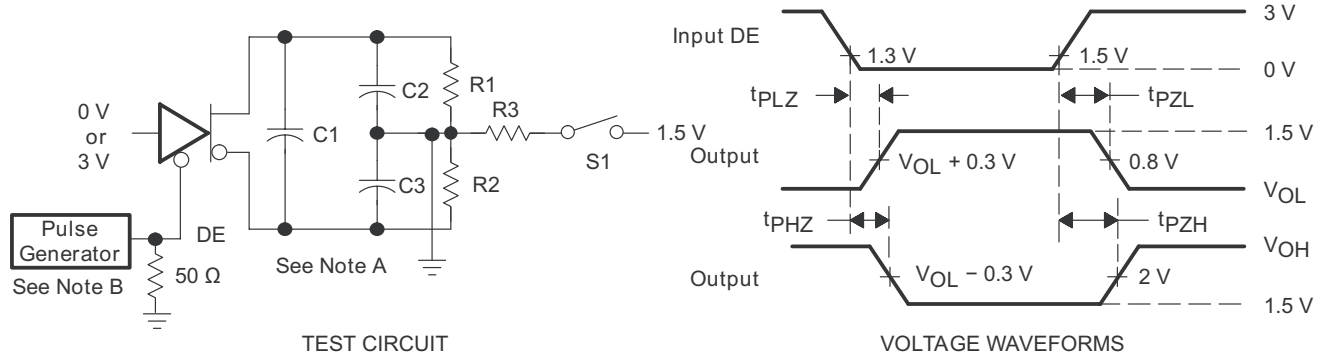 0 V
or
3 V
C1
C2
C3
R1
R2
R3
S1
1.5 V
Pulse
Generator
DE
50 Ω
See Note A
See Note B
TEST CIRCUIT
Input DE
3 V
1.3 V
1.5 V
0 V
tPLZ
tPZL
1.5 V
Output
VOL + 0.3 V
0.8 V
VOL
tPHZ
tPZH
VOH
Output
VOL − 0.3 V
2 V
1.5 V
VOLTAGE WAVEFORMS